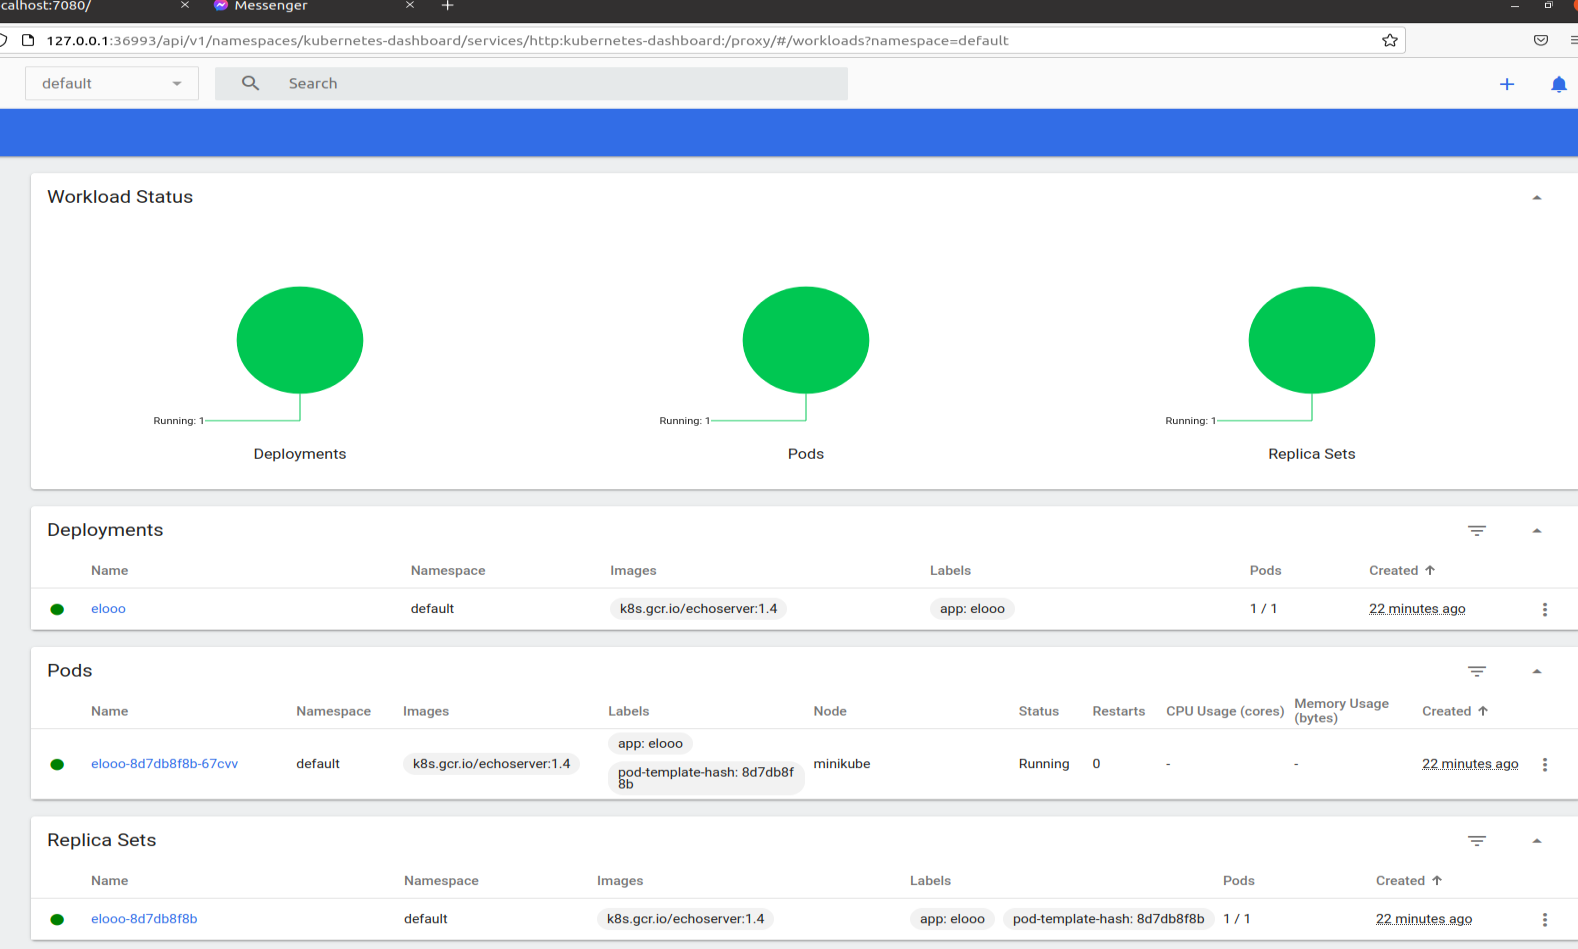 calhost:7080/
Messenger
127.0.0.1:36993/api/v1/namespaces/kubernetes-dashboard/services/http:kubernetes-dashboard:/proxy/#/workloads?namespace=default
default
Search
Workload Status
Running: 1
Running: 1
Running: 1
Deployments
Pods
Replica Sets
Deployments
Name Namespace Images Labels Pods Created
elooo default k8s.gcr.io/echoserver:1.4 app: elooo 1 / 1 22 minutes ago
Pods
Name Namespace Images Labels Node Status Restarts CPU Usage (cores) Memory Usage (bytes) Created
elooo-8d7db8f8b-67cvv default k8s.gcr.io/echoserver:1.4 app: elooo pod-template-hash: 8d7db8f8b minikube Running 0 - - 22 minutes ago
Replica Sets
Name Namespace Images Labels Pods Created
elooo-8d7db8f8b default k8s.gcr.io/echoserver:1.4 app: elooo pod-template-hash: 8d7db8f8b 1 / 1 22 minutes ago